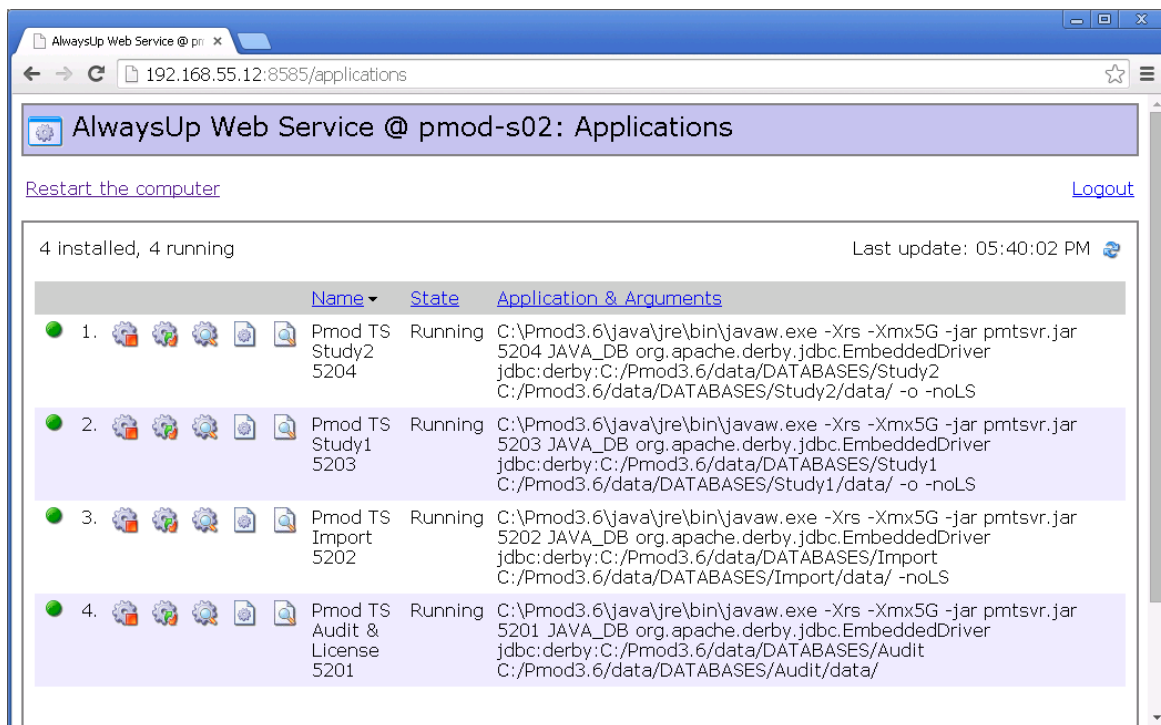 AlwaysUp Web Service @ pm
192.168.55.12:8585/applications
AlwaysUp Web Service @ pmod-s02: Applications
Restart the computer
Logout
4 installed, 4 running
Last update: 05:40:02 PM
Name State Application & Arguments
1. Pmod TS Running C:\Pmod3.6\java\jre\bin\javaw.exe -Xrs -Xmx5G -jar pmtsvr.jar
Study2 5204 JAVA_DB org.apache.derby.jdbc.EmbeddedDriver
5204 jdbc:derby:C:/Pmod3.6/data/DATABASES/Study2
C:/Pmod3.6/data/DATABASES/Study2/data/ -o -noLS
2. Pmod TS Running C:\Pmod3.6\java\jre\bin\javaw.exe -Xrs -Xmx5G -jar pmtsvr.jar
Study1 5203 JAVA_DB org.apache.derby.jdbc.EmbeddedDriver
5203 jdbc:derby:C:/Pmod3.6/data/DATABASES/Study1
C:/Pmod3.6/data/DATABASES/Study1/data/ -o -noLS
3. Pmod TS Running C:\Pmod3.6\java\jre\bin\javaw.exe -Xrs -Xmx5G -jar pmtsvr.jar
Import 5202 JAVA_DB org.apache.derby.jdbc.EmbeddedDriver
5202 jdbc:derby:C:/Pmod3.6/data/DATABASES/Import
C:/Pmod3.6/data/DATABASES/Import/data/ -noLS
4. Pmod TS Running C:\Pmod3.6\java\jre\bin\javaw.exe -Xrs -Xmx5G -jar pmtsvr.jar
Audit & 5201 JAVA_DB org.apache.derby.jdbc.EmbeddedDriver
License jdbc:derby:C:/Pmod3.6/data/DATABASES/Audit
5201 C:/Pmod3.6/data/DATABASES/Audit/data/